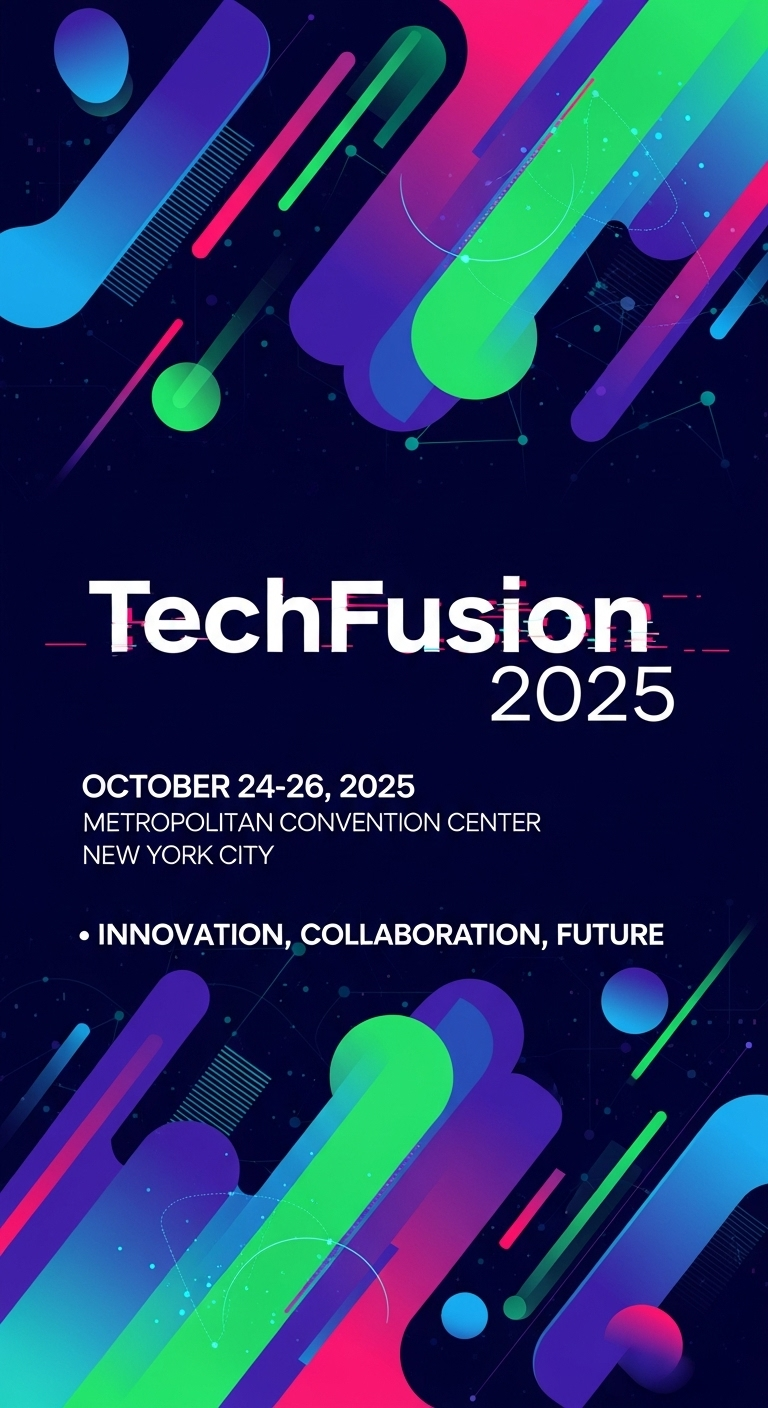 TechFusion
2025
OCTOBER 24-26, 2025
METROPOLITAN CONVENTION CENTER
NEW YORK CITY
• INNOVATION, COLLABORATION, FUTURE